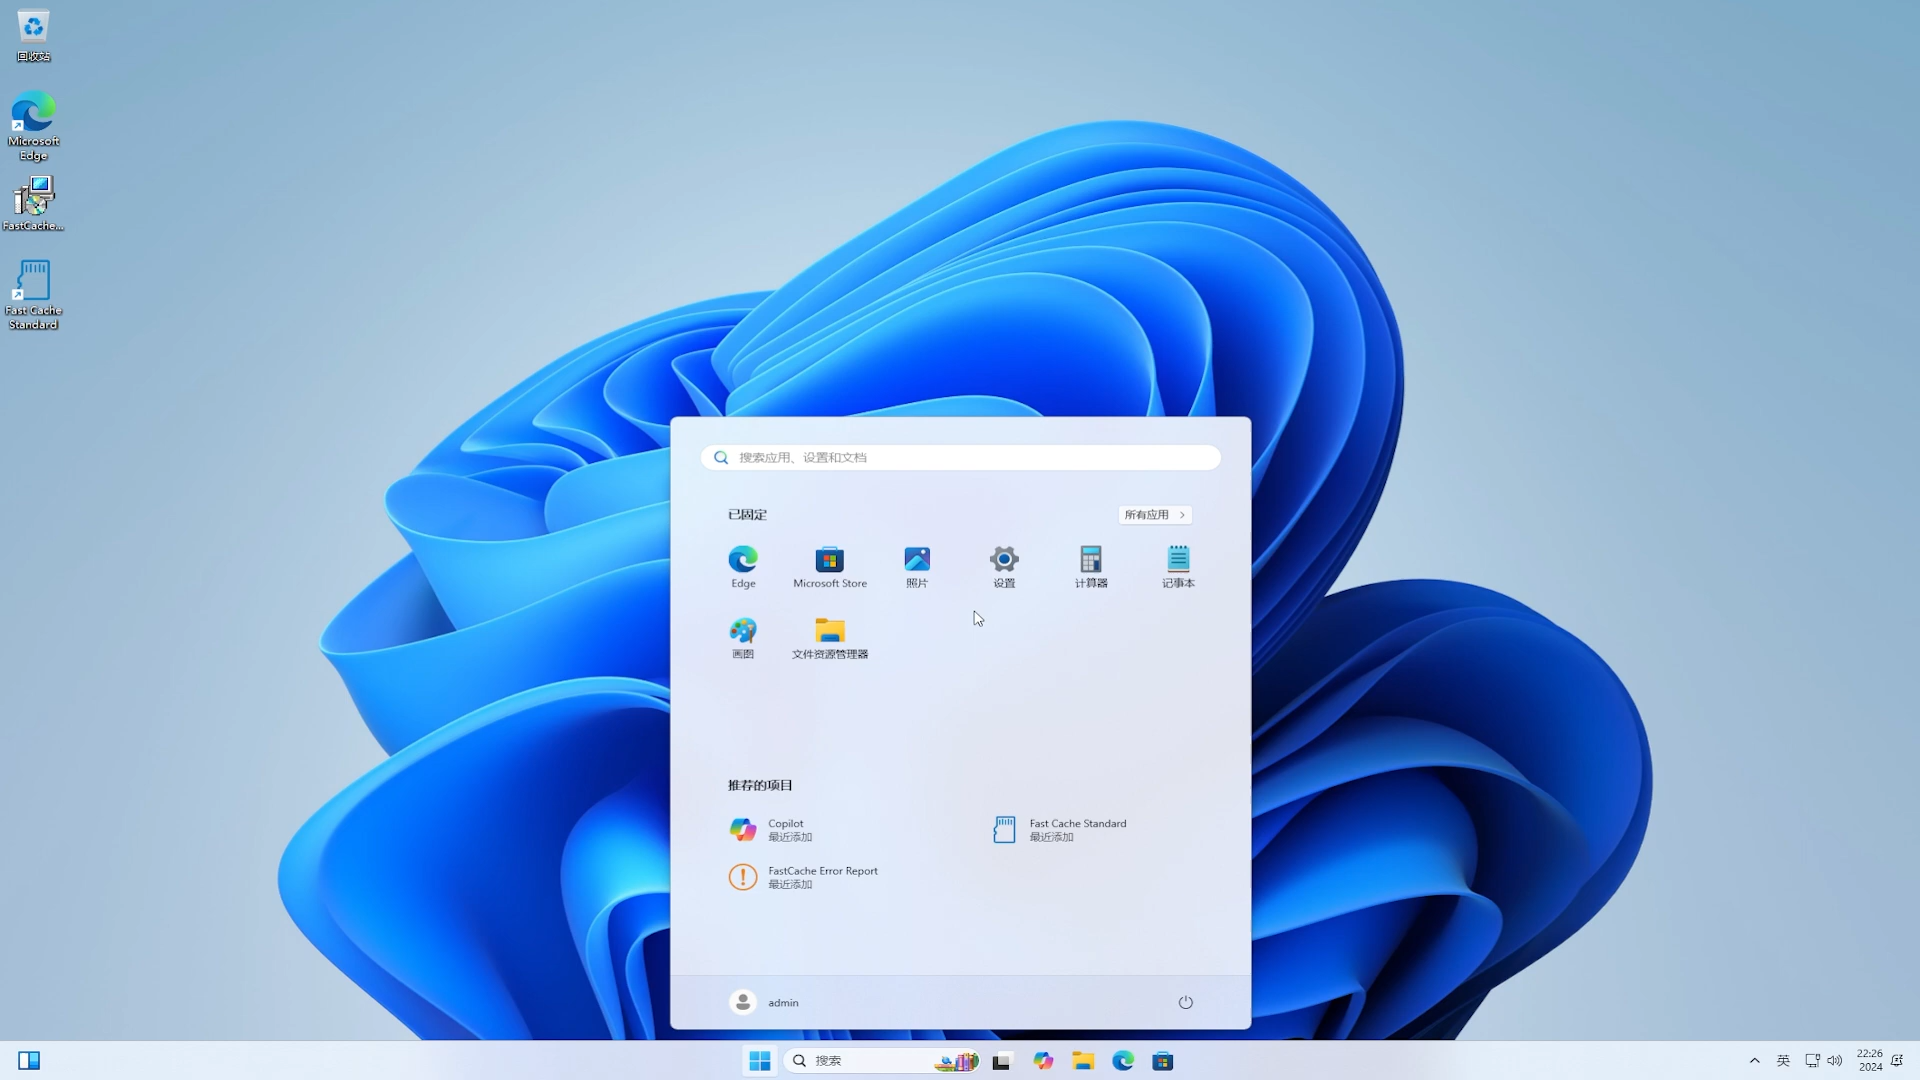 回收站
Microsoft
Edge
FastCache...
Fast Cache
Standard
搜索应用、设置和文档
已固定
所有应用
Edge
Microsoft Store
照片
设置
计算器
记事本
画图
文件资源管理器
推荐的项目
Copilot
最近添加
Fast Cache Standard
最近添加
FastCache Error Report
最近添加
admin
搜索
英
22:26
2024